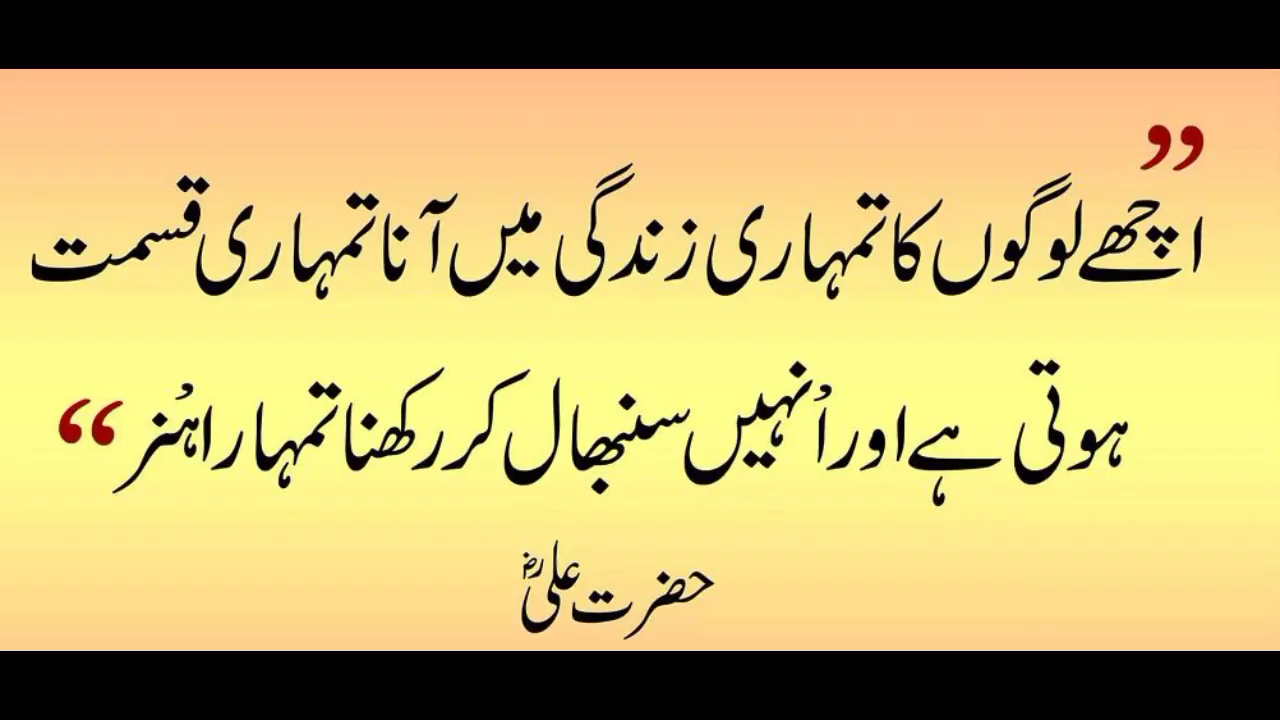 ”اچھے لوگوں کا تمہاری زندگی میں آنا تمہاری قسمت
ہوتی ہے اور اُنہیں سنبھال کر رکھنا تمہارا ہُنر“
حضرت علیؓ